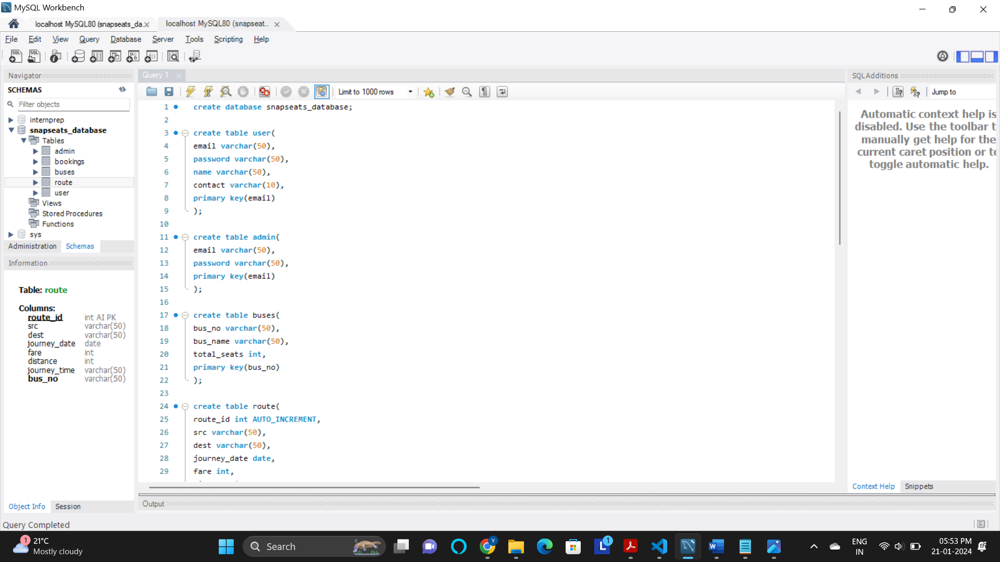 MySQL Workbench
localhost MySQL80 (snapseats_da...
localhost MySQL80 (snapseat...
File Edit View Query Database Server Tools Scripting Help
Navigator
SCHEMAS
Filter objects
internprep
snapseats_database
Tables
admin
bookings
buses
route
user
Views
Stored Procedures
Functions
sys
Administration Schemas
Information
Table: route
Columns:
route_id int AI PK
src varchar(50)
dest varchar(50)
journey_date date
fare int
distance int
journey_time varchar(50)
bus_no varchar(50)
Object Info Session
Query 1
Limit to 1000 rows
1 create database snapseats_database;
2
3 create table user(
4 email varchar(50),
5 password varchar(50),
6 name varchar(50),
7 contact varchar(10),
8 primary key(email)
9 );
10
11 create table admin(
12 email varchar(50),
13 password varchar(50),
14 primary key(email)
15 );
16
17 create table buses(
18 bus_no varchar(50),
19 bus_name varchar(50),
20 total_seats int,
21 primary key(bus_no)
22 );
23
24 create table route(
25 route_id int AUTO_INCREMENT,
26 src varchar(50),
27 dest varchar(50),
28 journey_date date,
29 fare int,
Output
SQLAdditions
Jump to
Automatic context help is
disabled. Use the toolbar t
manually get help for the
current caret position or to
toggle automatic help.
Context Help Snippets
Query Completed
1
21°C
Mostly cloudy
Search
Y
1
ENG
IN
05:53 PM
21-01-2024